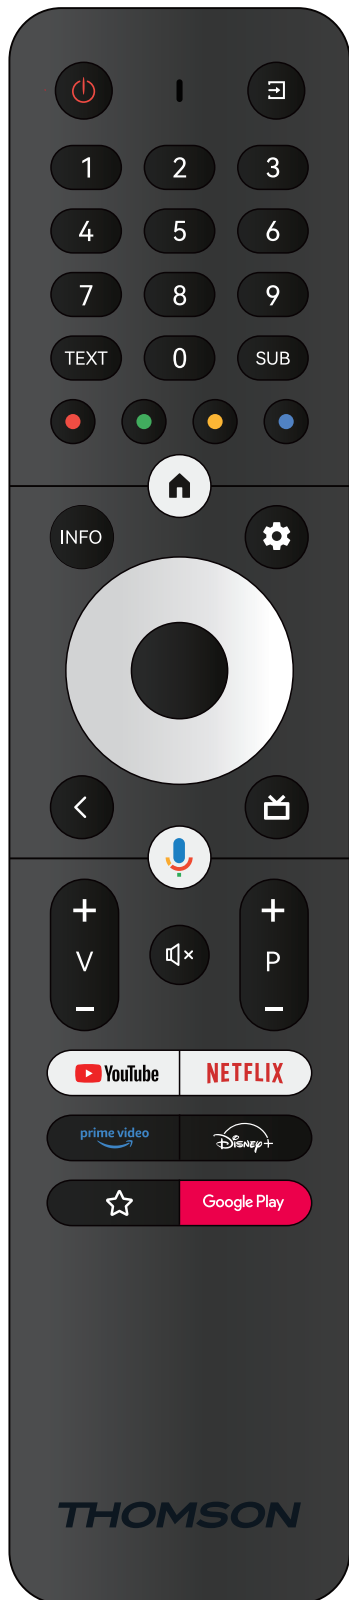 1 2 3
4 5 6
7 8 9
TEXT 0 SUB
INFO
+ +
V P
− −
YouTube NETFLIX
prime video Disney+
Google Play
THOMSON